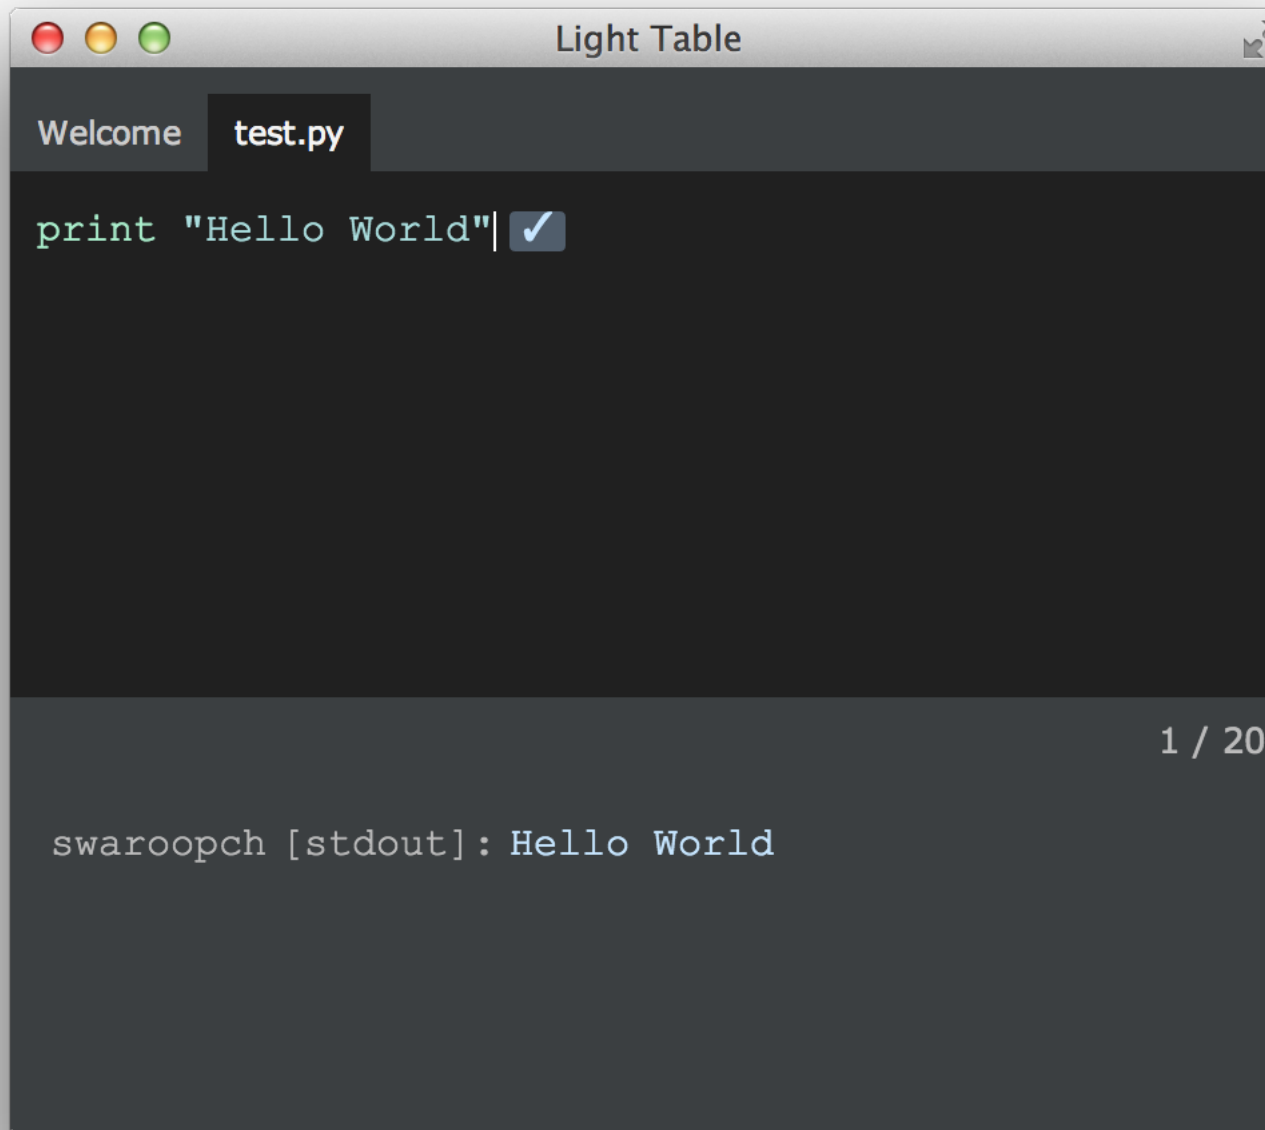 Light Table
Welcome test.py
print "Hello World" ✓
1 / 20
swaroopch [stdout]: Hello World